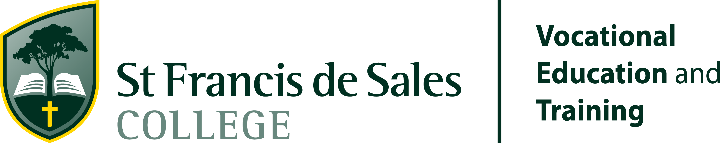 St Francis de Sales
COLLEGE
Vocational
Education and
Training